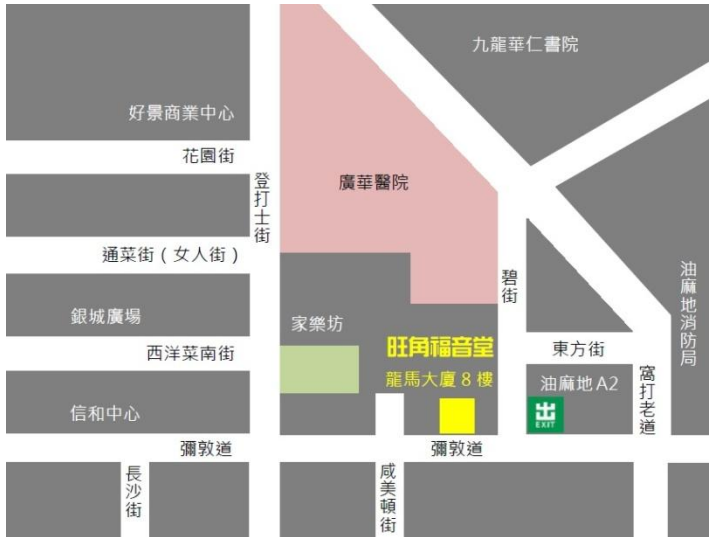 九龍華仁書院
好景商業中心
花園街
登打士街
廣華醫院
通菜街（女人街）
碧街
油麻地消防局
銀城廣場
家樂坊
旺角福音堂
西洋菜南街
東方街
龍馬大廈 8 樓
油麻地 A2
窩打老道
信和中心
出
EXIT
彌敦道
彌敦道
長沙街
咸美頓街